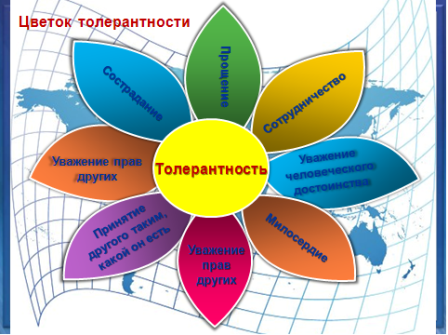 Цветок толерантности
Прощение
Сотрудничество
Уважение
человеческого
достоинства
Милосердие
Уважение
прав
других
Принятие
другого таким,
какой он есть
Уважение прав
других
Сострадание
Толерантность